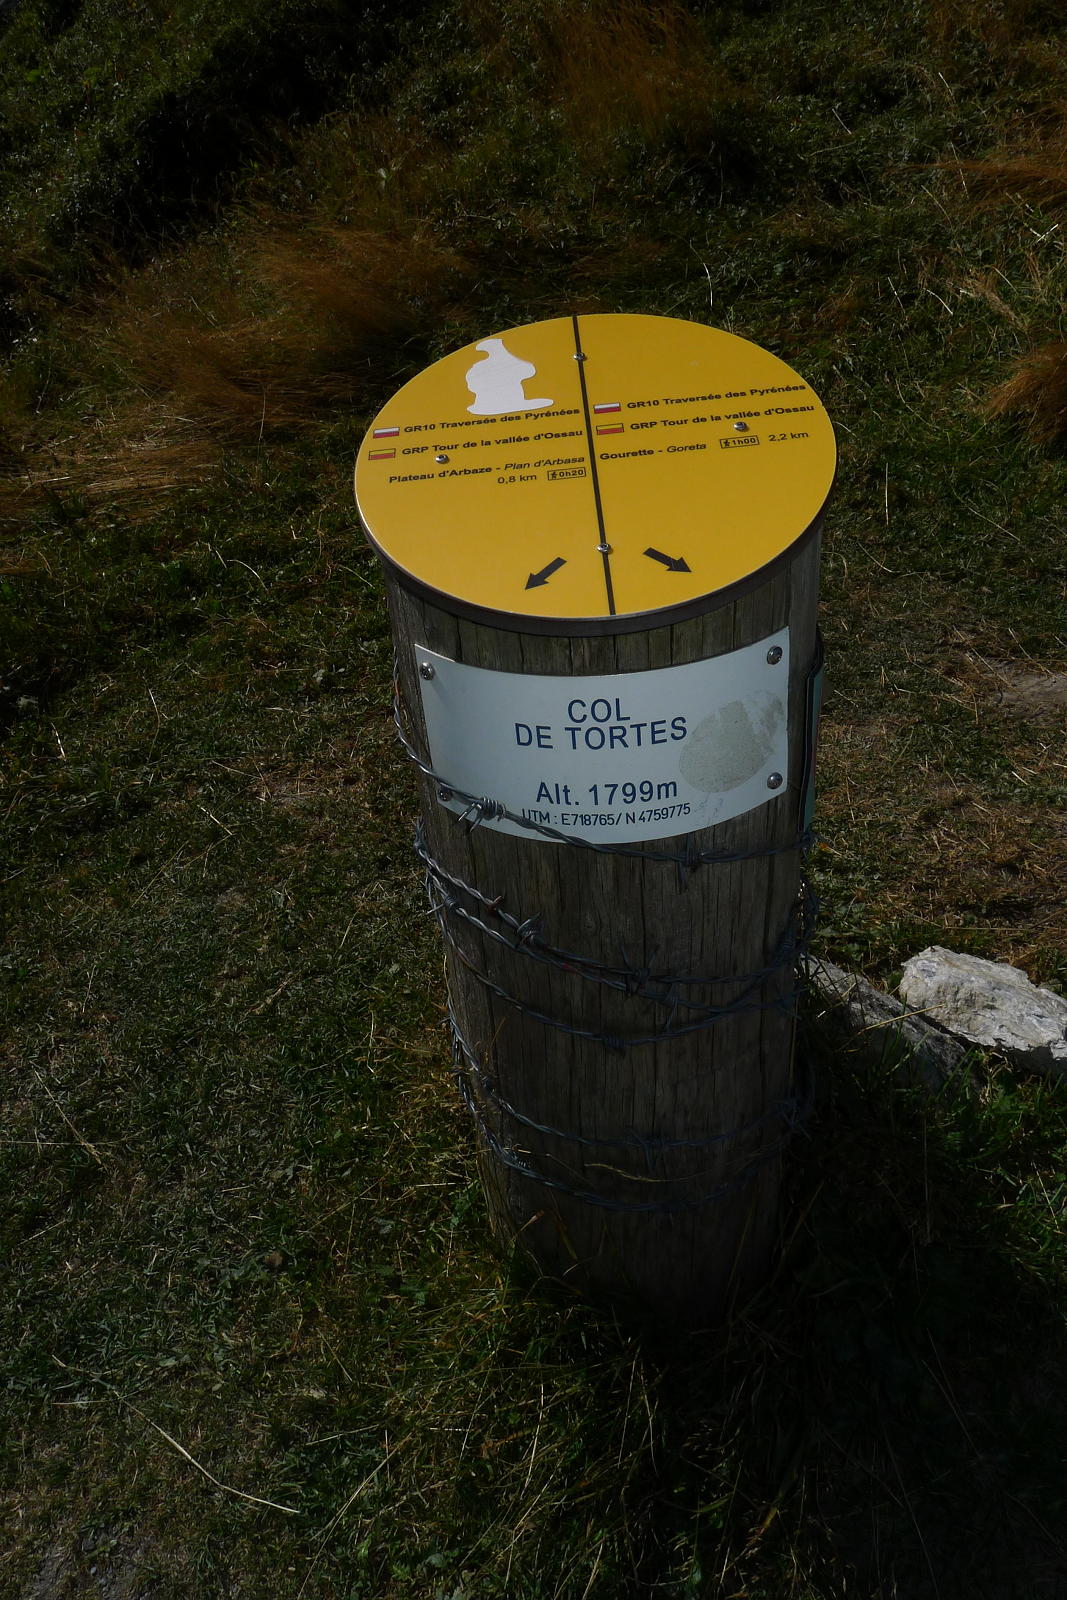 GR10 Traversée des Pyrénées
GRP Tour de la vallée d'Ossau
Plateau d'Arbaze - Plan d'Arbasa
0,8 km 0h20
GR10 Traversée des Pyrénées
GRP Tour de la vallée d'Ossau
Gourette - Goreta 1h00 2,2 km
COL
DE TORTES
Alt. 1799m
UTM : E718765/ N 4759775